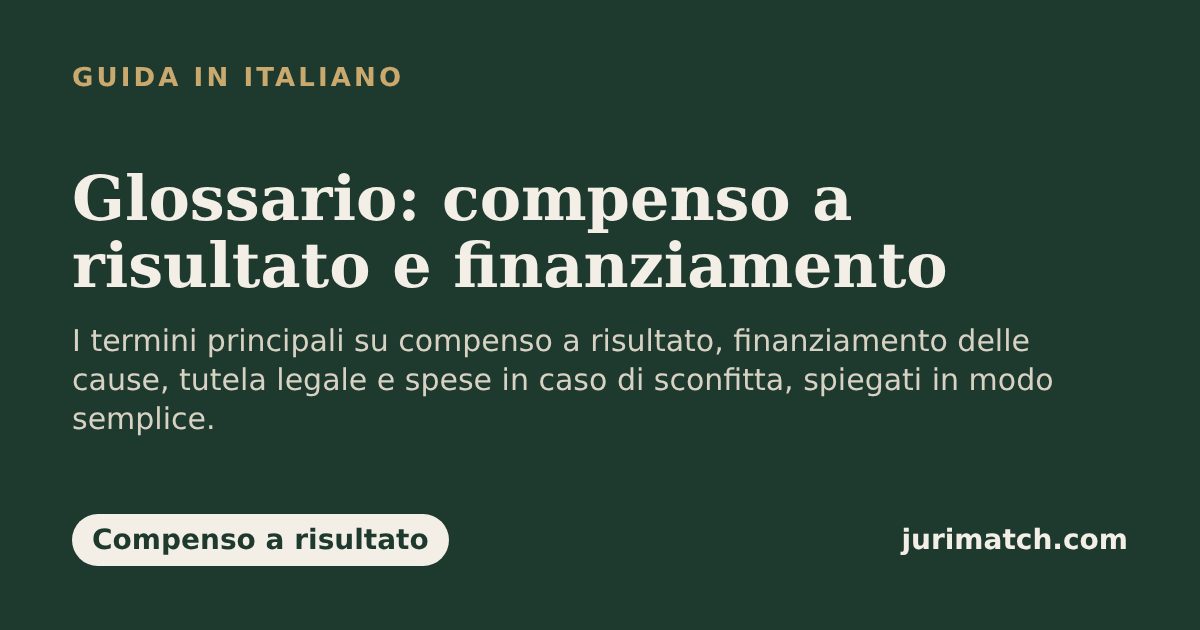 GUIDA IN ITALIANO
Glossario: compenso a
risultato e finanziamento
I termini principali su compenso a risultato, finanziamento delle
cause, tutela legale e spese in caso di sconfitta, spiegati in modo
semplice.
Compenso a risultato
jurimatch.com